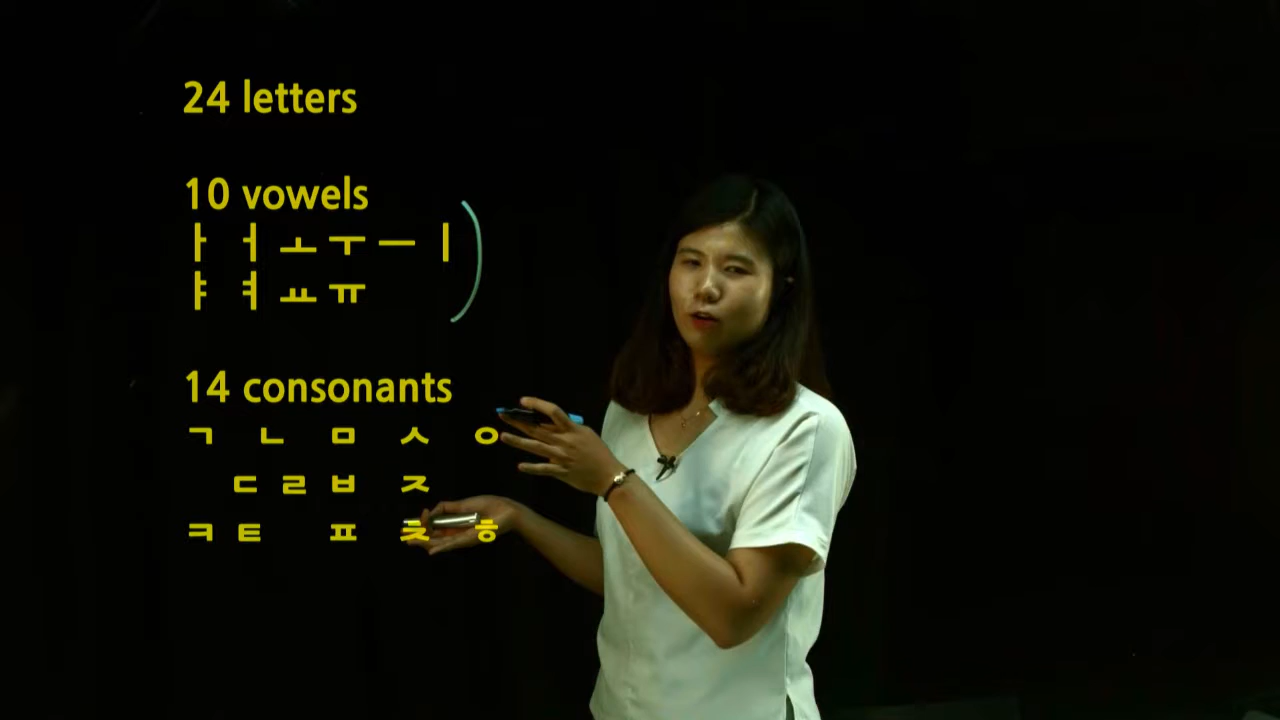 24 letters
10 vowels
ㅏ ㅓ ㅗ ㅜ ㅡ ㅣ
ㅑ ㅕ ㅛ ㅠ
14 consonants
ㄱ ㄴ ㅁ ㅅ ㅇ
ㄷ ㄹ ㅂ ㅈ
ㅋ ㅌ ㅍ ㅊ ㅎ